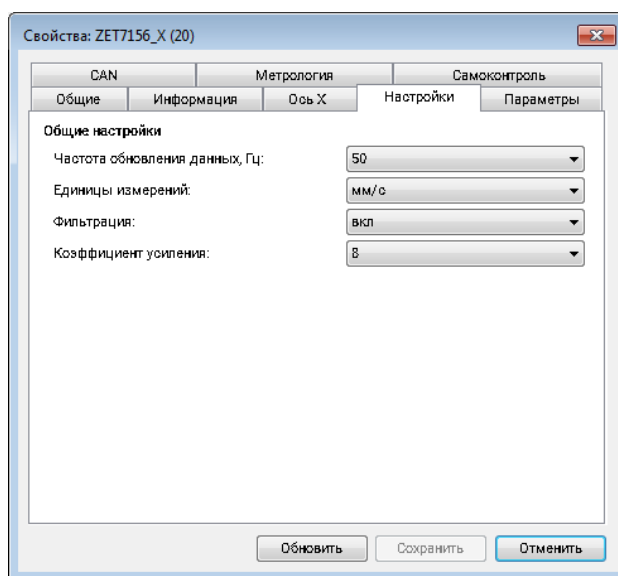 Свойства: ZET7156_X (20)
CAN Метрология Самоконтроль
Общие Информация Ось X Настройки Параметры
Общие настройки
Частота обновления данных, Гц: 50
Единицы измерений: мм/с
Фильтрация: вкл
Коэффициент усиления: 8
Обновить Сохранить Отменить